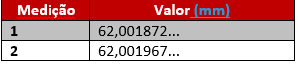 Medição Valor (mm)
1 62,001872...
2 62,001967...